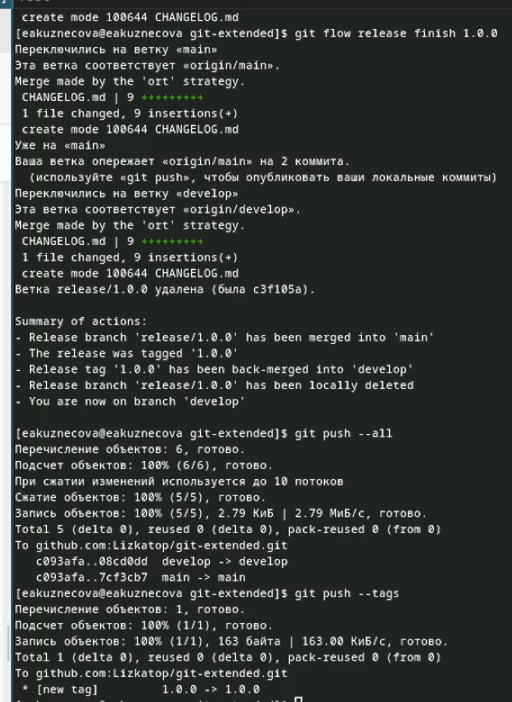 create mode 100644 CHANGELOG.md
[eakuznecova@eakuznecova git-extended]$ git flow release finish 1.0.0
Переключились на ветку «main»
Эта ветка соответствует «origin/main».
Merge made by the 'ort' strategy.
CHANGELOG.md | 9 +++++++++
1 file changed, 9 insertions(+)
create mode 100644 CHANGELOG.md
Уже на «main»
Ваша ветка опережает «origin/main» на 2 коммита.
(используйте «git push», чтобы опубликовать ваши локальные коммиты)
Переключились на ветку «develop»
Эта ветка соответствует «origin/develop».
Merge made by the 'ort' strategy.
CHANGELOG.md | 9 +++++++++
1 file changed, 9 insertions(+)
create mode 100644 CHANGELOG.md
Ветка release/1.0.0 удалена (была c3f105a).
Summary of actions:
- Release branch 'release/1.0.0' has been merged into 'main'
- The release was tagged '1.0.0'
- Release tag '1.0.0' has been back-merged into 'develop'
- Release branch 'release/1.0.0' has been locally deleted
- You are now on branch 'develop'
[eakuznecova@eakuznecova git-extended]$ git push --all
Перечисление объектов: 6, готово.
Подсчет объектов: 100% (6/6), готово.
При сжатии изменений используется до 10 потоков
Сжатие объектов: 100% (5/5), готово.
Запись объектов: 100% (5/5), 2.79 КиБ | 2.79 МиБ/с, готово.
Total 5 (delta 0), reused 0 (delta 0), pack-reused 0 (from 0)
To github.com:Lizkatop/git-extended.git
c093afa..08cd0dd  develop -> develop
c093afa..7cf3cb7  main -> main
[eakuznecova@eakuznecova git-extended]$ git push --tags
Перечисление объектов: 1, готово.
Подсчет объектов: 100% (1/1), готово.
Запись объектов: 100% (1/1), 163 байта | 163.00 КиБ/с, готово.
Total 1 (delta 0), reused 0 (delta 0), pack-reused 0 (from 0)
To github.com:Lizkatop/git-extended.git
* [new tag]         1.0.0 -> 1.0.0